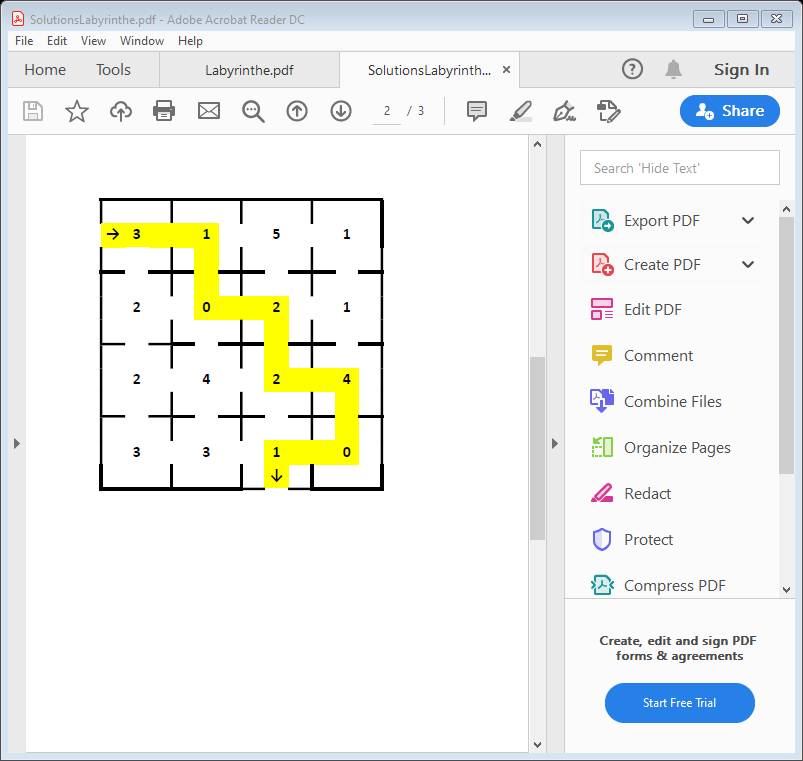 SolutionsLabyrinthe.pdf - Adobe Acrobat Reader DC
File Edit View Window Help
Home Tools Labyrinthe.pdf SolutionsLabyrinth... × Sign In
2 / 3 Share
→ 3 1 5 1
2 0 2 1
2 4 2 4
3 3 1 0
↓
Search 'Hide Text'
Export PDF
Create PDF
Edit PDF
Comment
Combine Files
Organize Pages
Redact
Protect
Compress PDF
Create, edit and sign PDF
forms & agreements
Start Free Trial